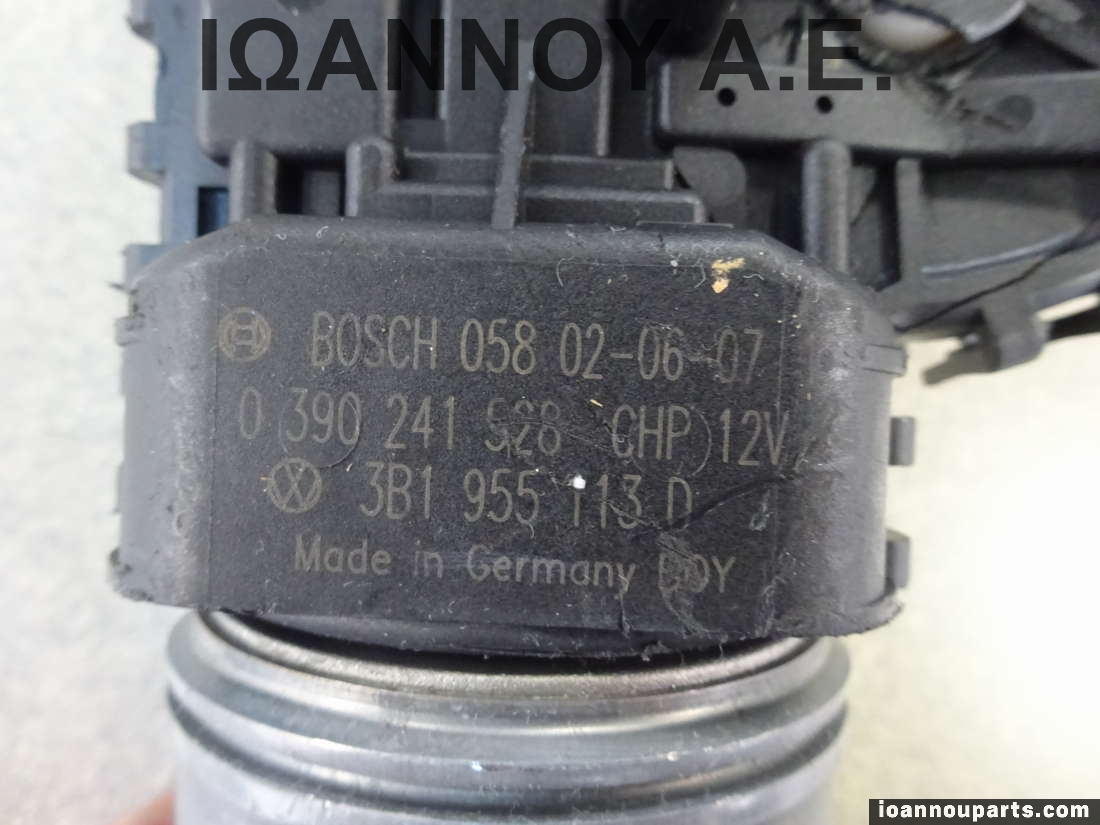 ΙΩΑΝΝΟΥ Α.Ε.
BOSCH 058 02-06-07
0 390 241 528 CHP 12V
3B1 955 113 D
Made in Germany DDY
ioannouparts.com